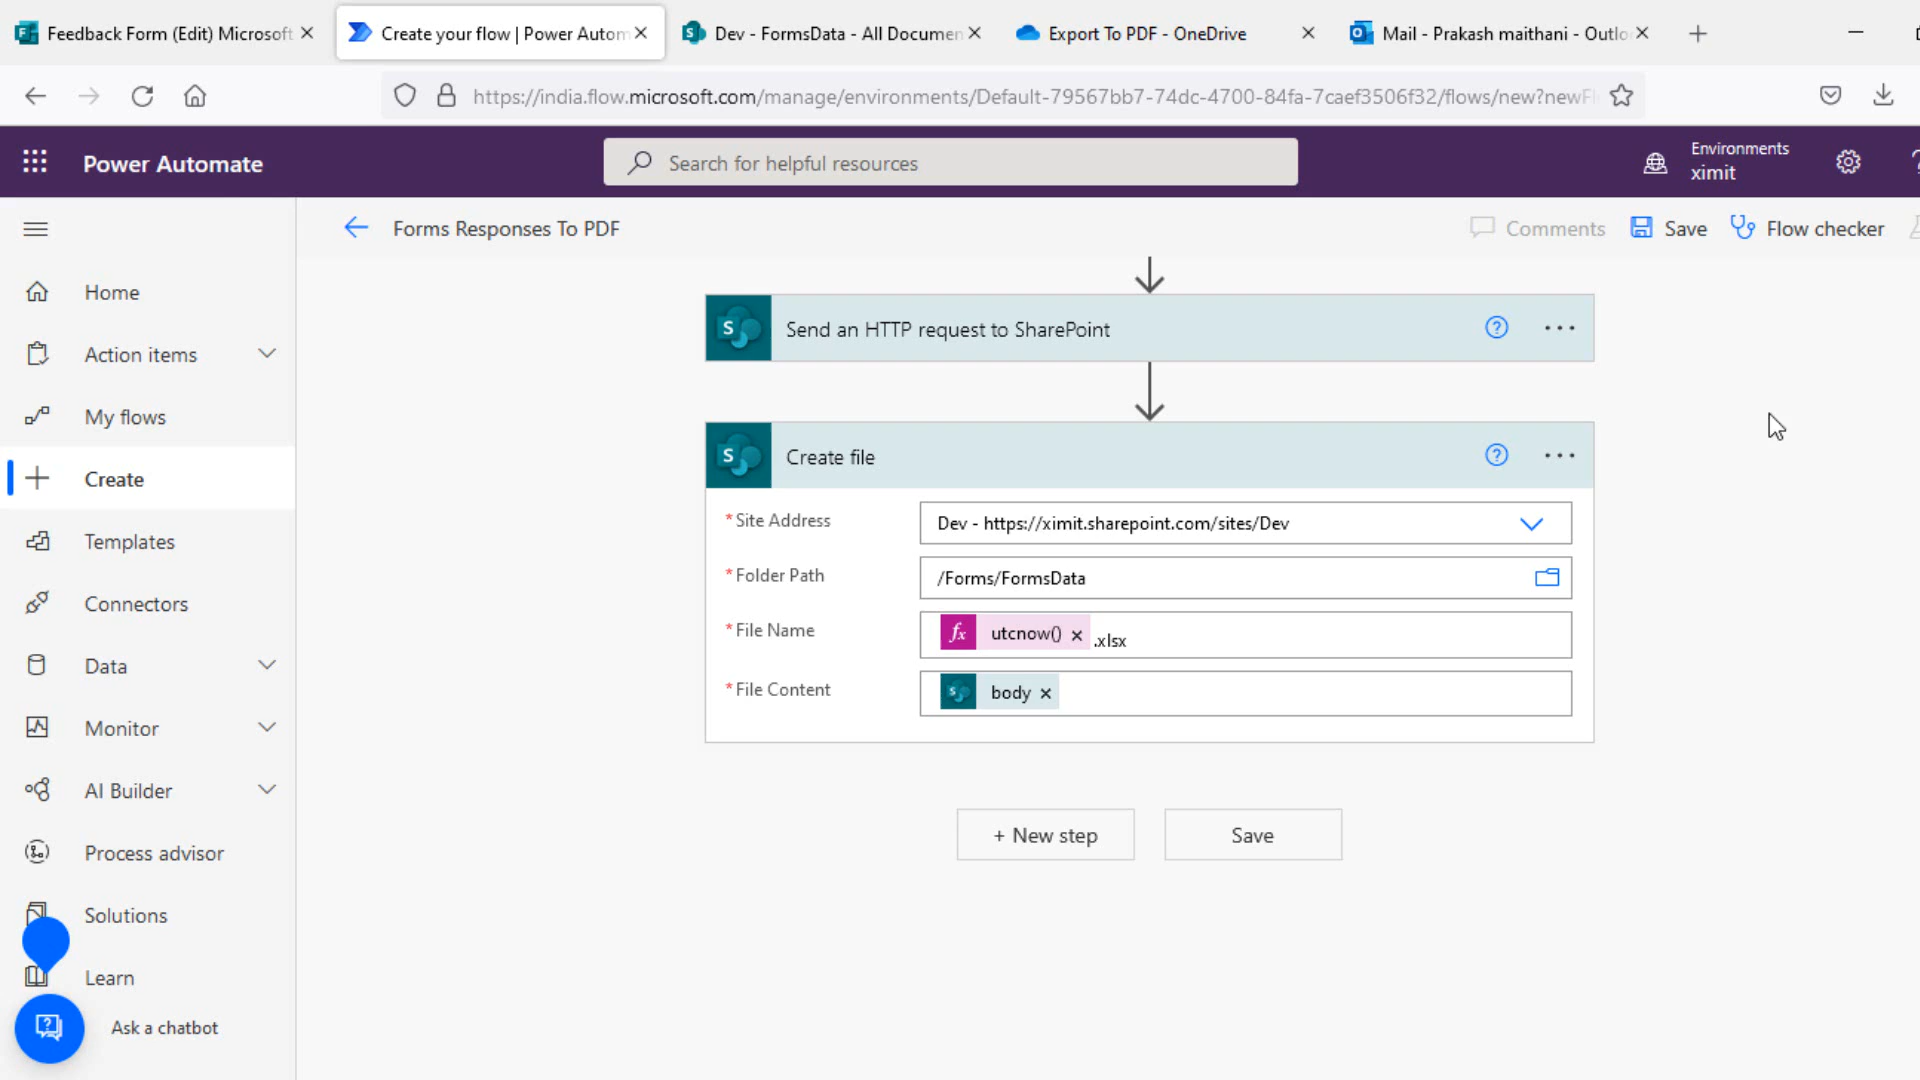 Feedback Form (Edit) Microsoft
Create your flow | Power Autom
Dev - FormsData - All Documen
Export To PDF - OneDrive
Mail - Prakash maithani - Outlo
https://india.flow.microsoft.com/manage/environments/Default-79567bb7-74dc-4700-84fa-7caef3506f32/flows/new?newFl
Power Automate
Search for helpful resources
Environments
ximit
Forms Responses To PDF
Comments
Save
Flow checker
Home
Action items
My flows
Create
Templates
Connectors
Data
Monitor
AI Builder
Process advisor
Solutions
Learn
Ask a chatbot
Send an HTTP request to SharePoint
Create file
* Site Address
Dev - https://ximit.sharepoint.com/sites/Dev
* Folder Path
/Forms/FormsData
* File Name
fx utcnow() × .xlsx
* File Content
body ×
+ New step
Save